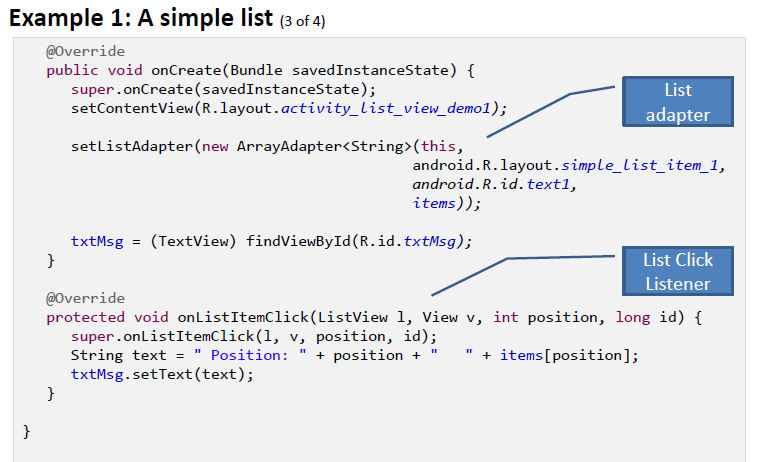 Example 1: A simple list (3 of 4)
@Override
public void onCreate(Bundle savedInstanceState) {
super.onCreate(savedInstanceState);
setContentView(R.layout.activity_list_view_demo1);
List
adapter
setListAdapter(new ArrayAdapter<String>(this,
android.R.layout.simple_list_item_1,
android.R.id.text1,
items));
txtMsg = (TextView) findViewById(R.id.txtMsg);
}
List Click
Listener
@Override
protected void onListItemClick(ListView l, View v, int position, long id) {
super.onListItemClick(l, v, position, id);
String text = " Position: " + position + "   " + items[position];
txtMsg.setText(text);
}
}